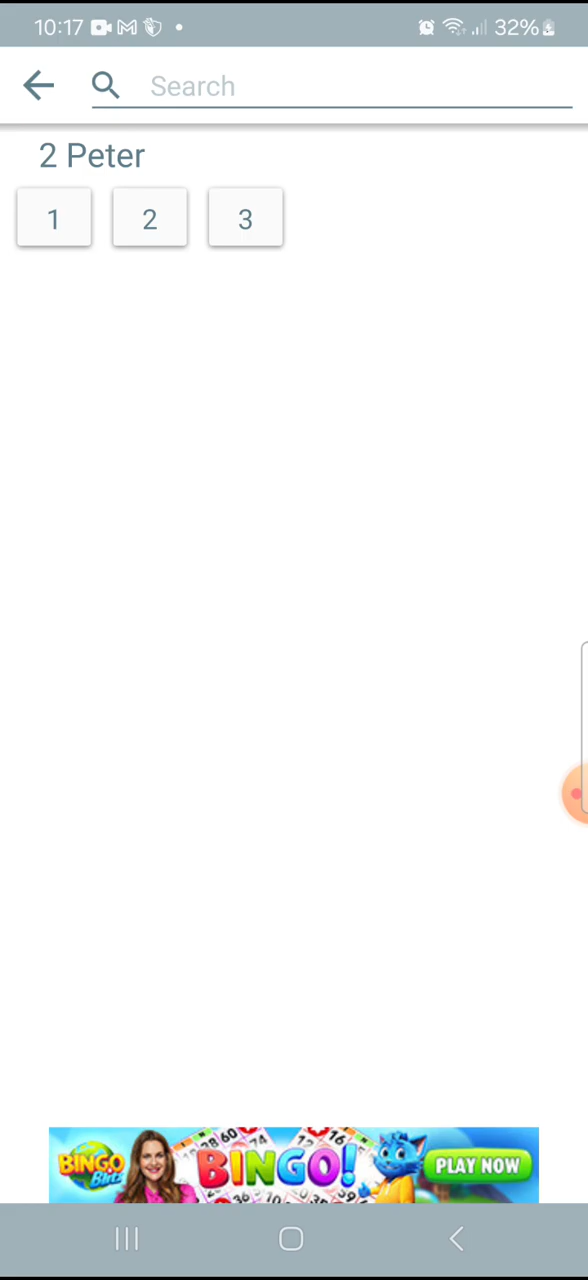 10:17
32%
Search
2 Peter
1 2 3
BINGO Blitz
BINGO!
PLAY NOW